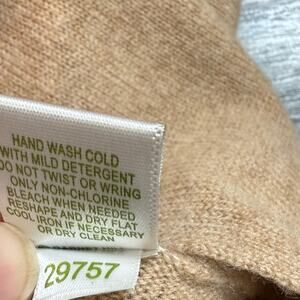 HAND WASH COLD
WITH MILD DETERGENT
DO NOT TWIST OR WRING
ONLY NON-CHLORINE
BLEACH WHEN NEEDED
RESHAPE AND DRY FLAT
COOL IRON IF NECESSARY
OR DRY CLEAN
29757